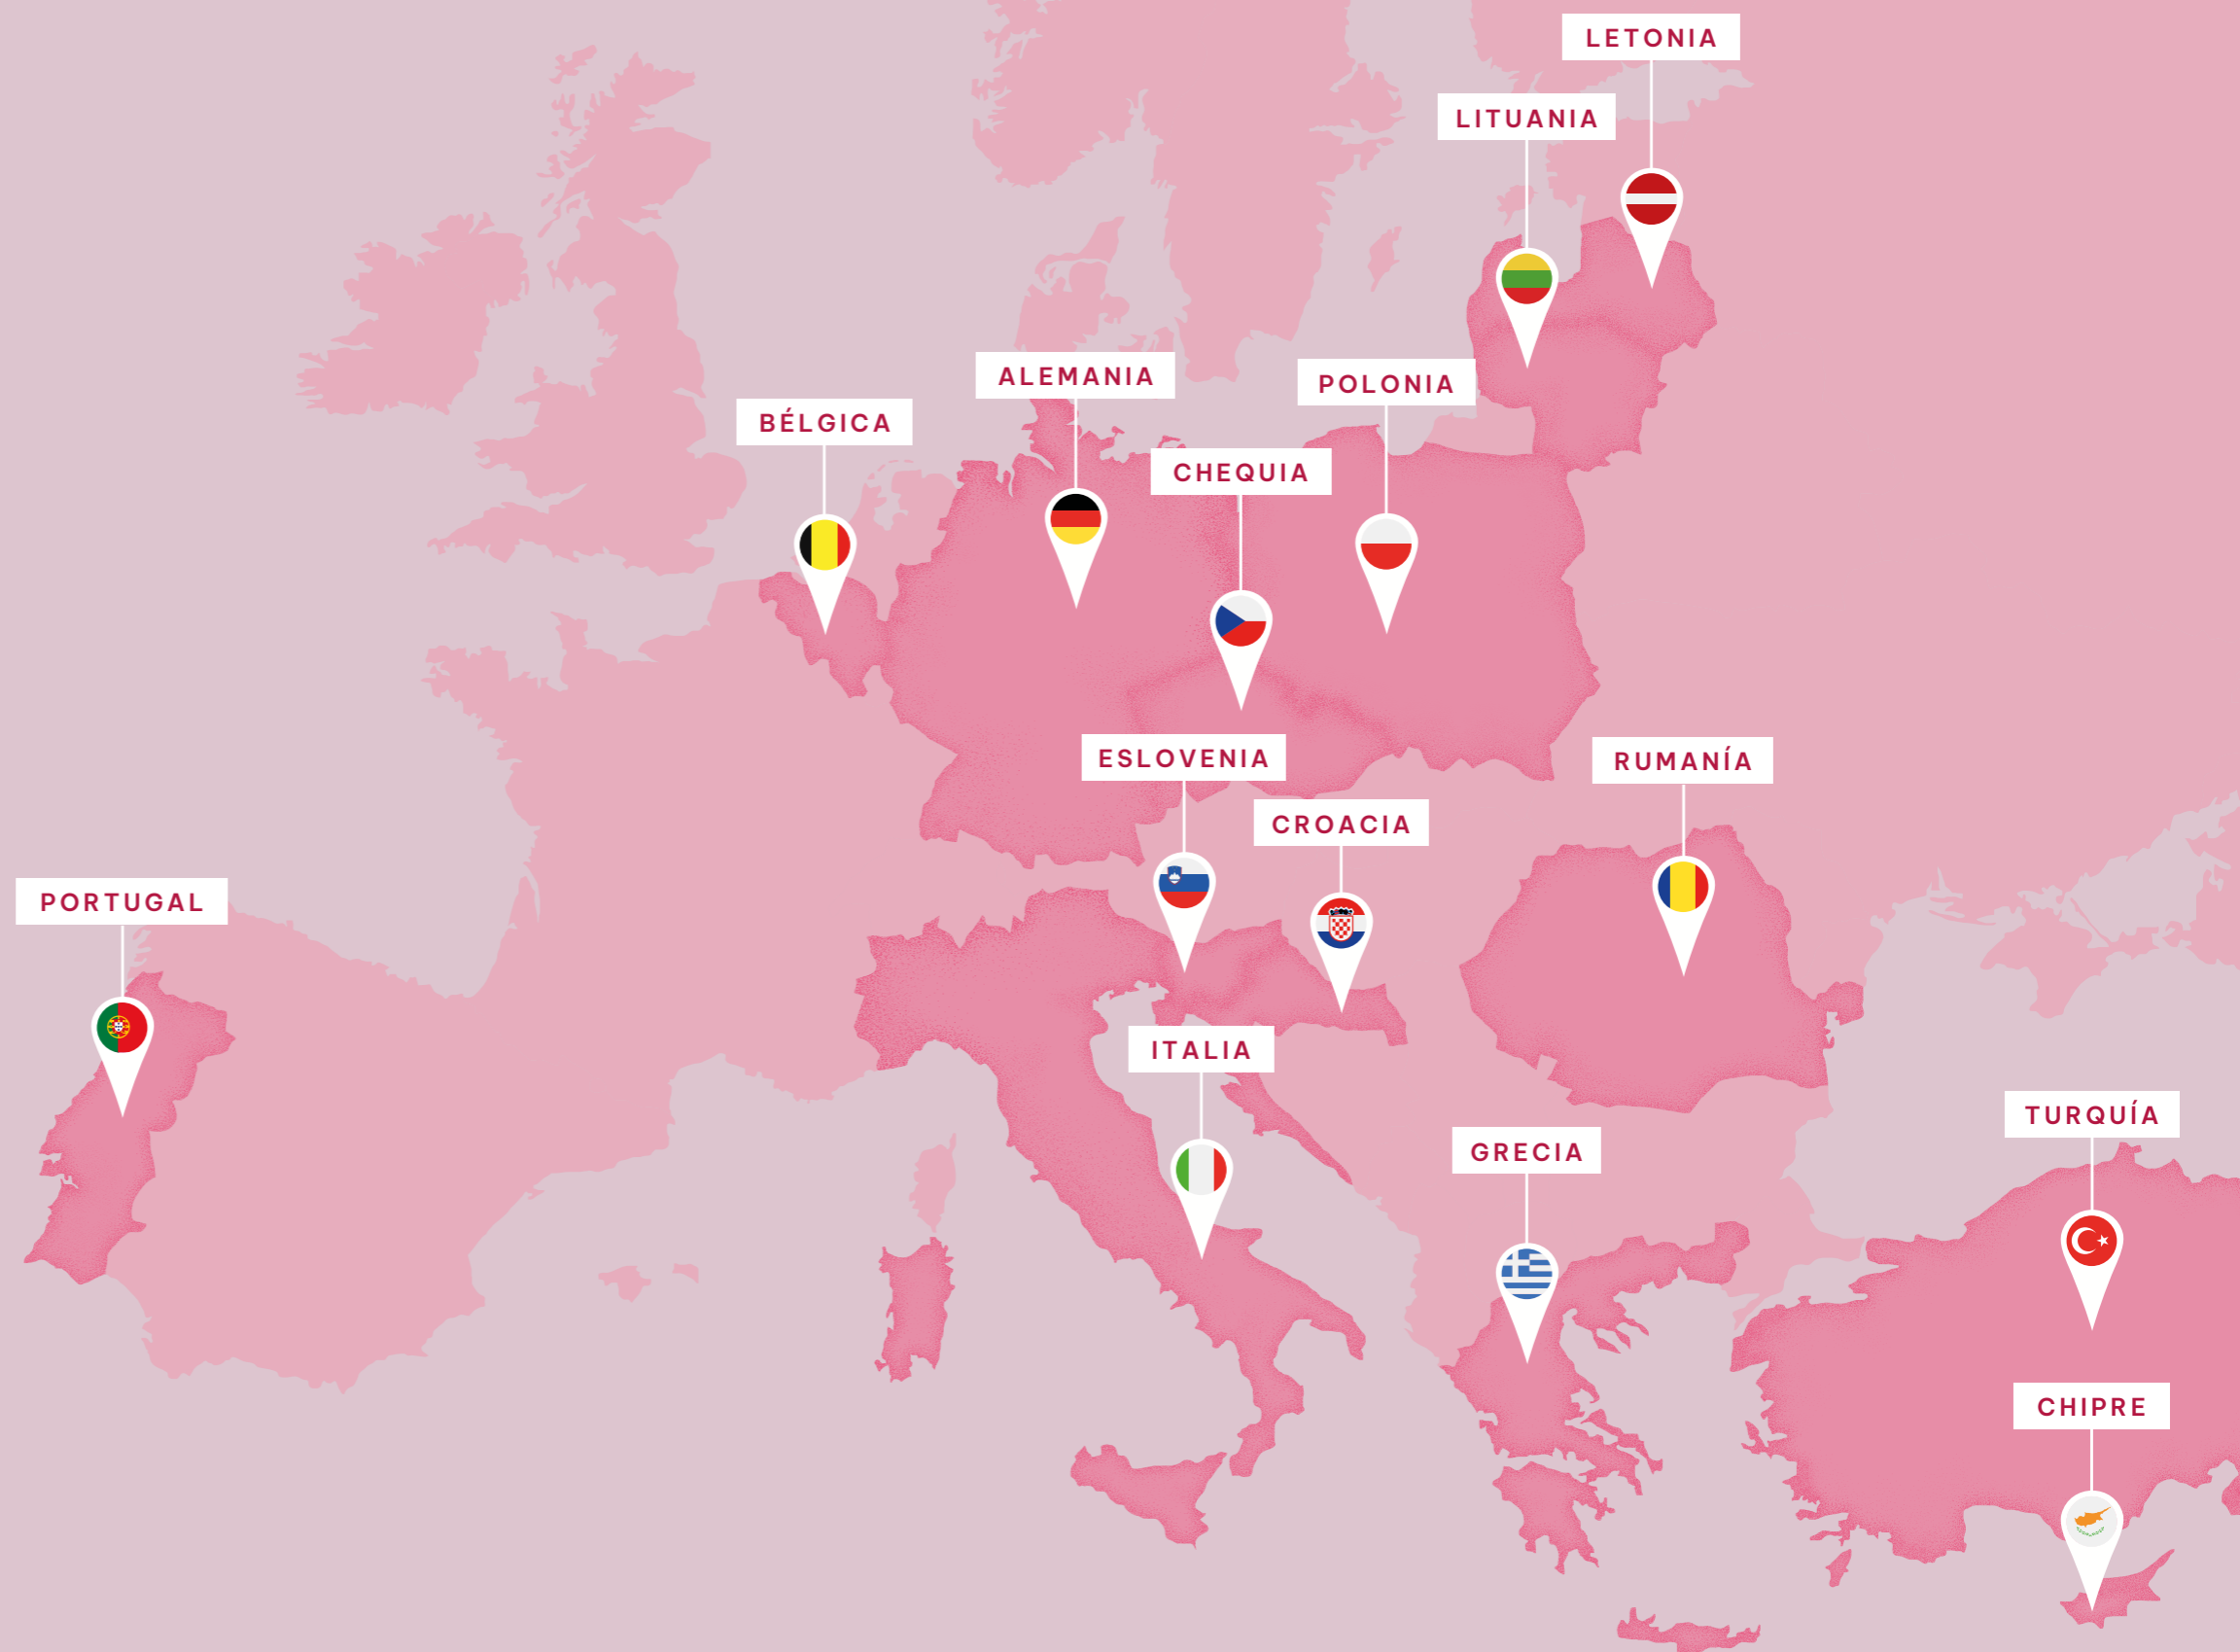 LETONIA
LITUANIA
ALEMANIA
POLONIA
BÉLGICA
CHEQUIA
ESLOVENIA
RUMANÍA
CROACIA
PORTUGAL
ITALIA
TURQUÍA
GRECIA
CHIPRE